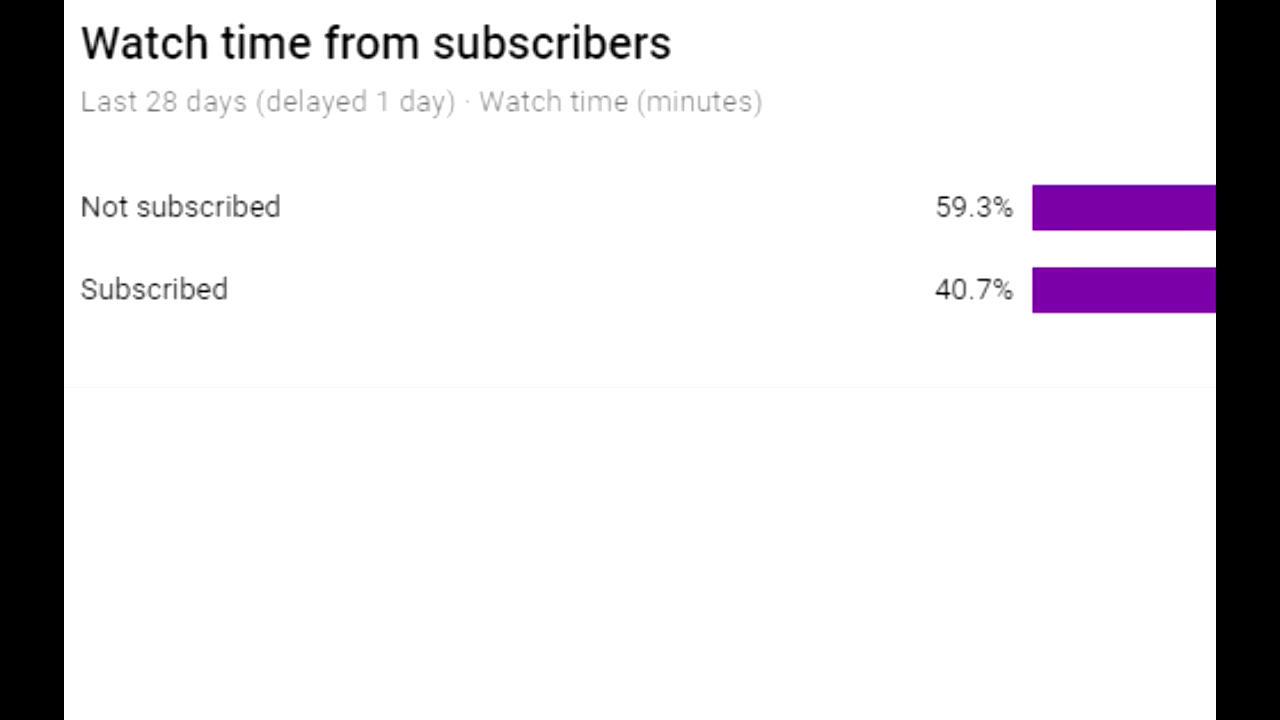 Watch time from subscribers
Last 28 days (delayed 1 day) · Watch time (minutes)
Not subscribed 59.3%
Subscribed 40.7%